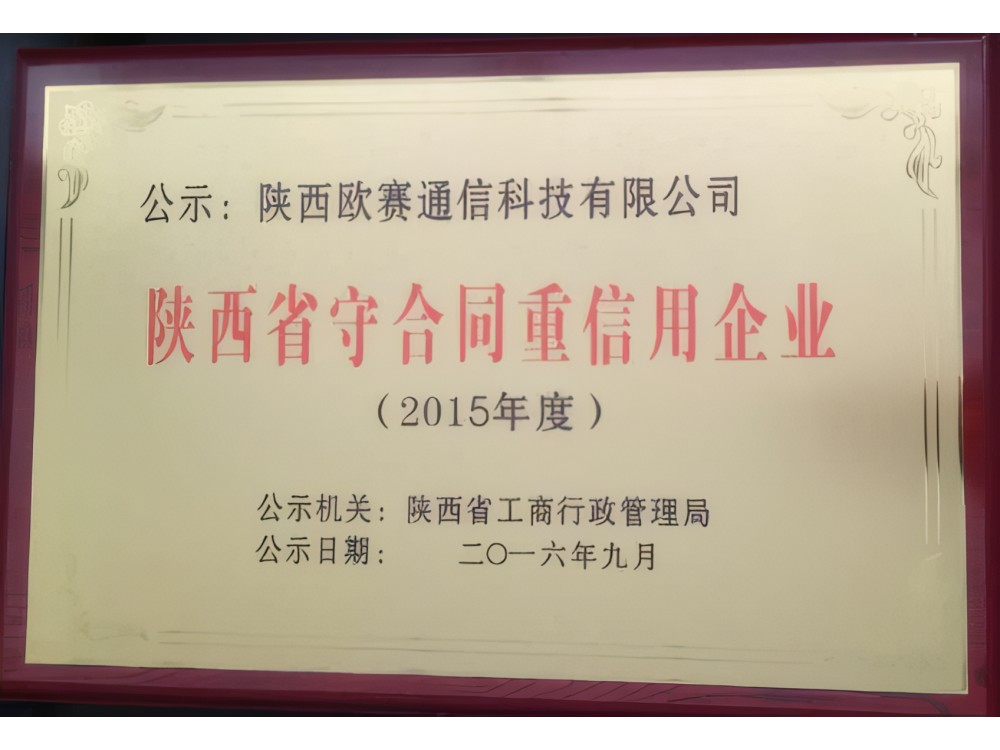 公示：陕西欧赛通信科技有限公司
陕西省守合同重信用企业
（2015年度）
公示机关：陕西省工商行政管理局
公示日期： 二〇一六年九月